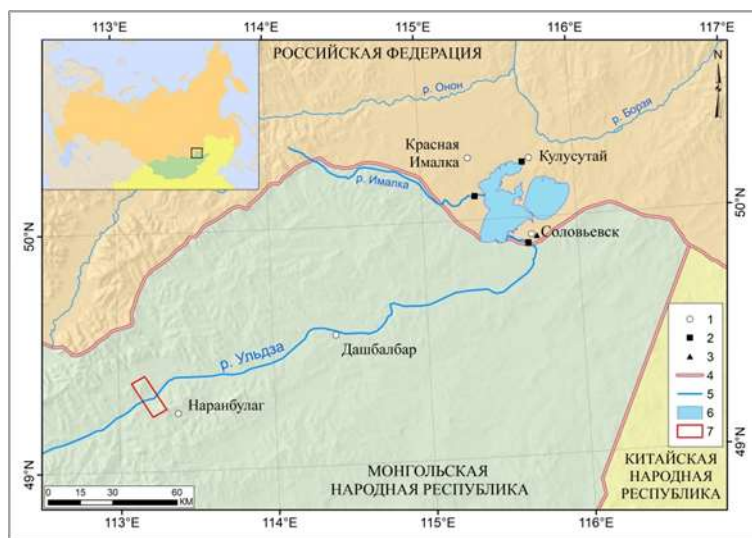 113°E 114°E 115°E 116°E 117°E
РОССИЙСКАЯ ФЕДЕРАЦИЯ
N
р. Онон
р. Борзя
Красная
Ималка
Кулусутай
р. Ималка
50°N
50°N
Соловьевск
1
2
3
4
5
6
7
р. Ульдза
Дашбалбар
Наранбулаг
49°N
49°N
МОНГОЛЬСКАЯ
НАРОДНАЯ РЕСПУБЛИКА
КИТАЙСКАЯ
НАРОДНАЯ
РЕСПУБЛИКА
0 15 30 60
КМ
113°E 114°E 115°E 116°E